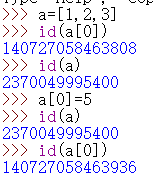 >>> a=[1,2,3]
>>> id(a[0])
140727058463808
>>> id(a)
2370049995400
>>> a[0]=5
>>> id(a)
2370049995400
>>> id(a[0])
140727058463936